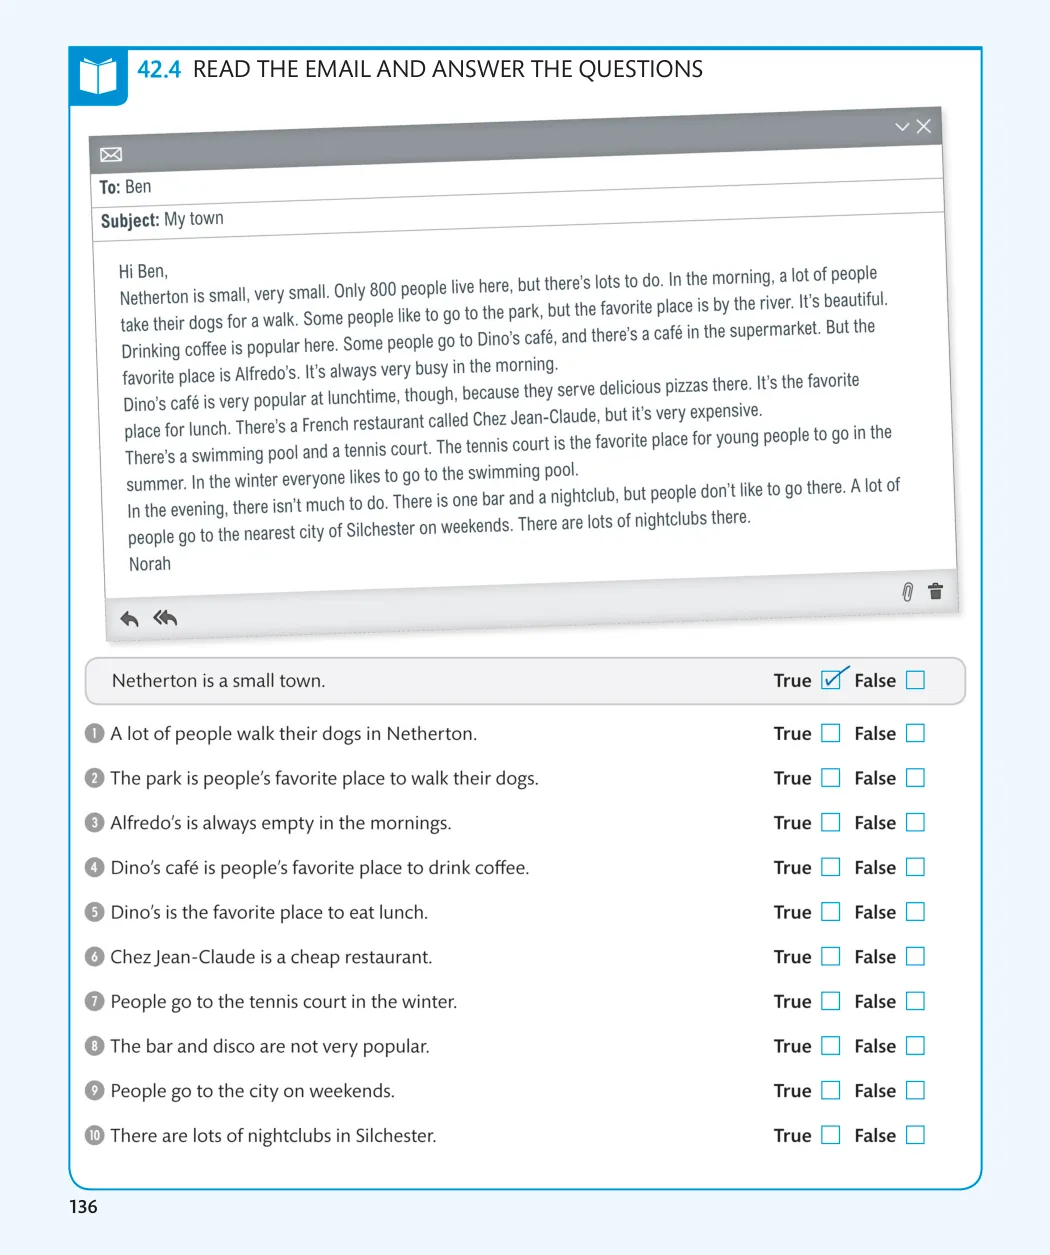 42.4 READ THE EMAIL AND ANSWER THE QUESTIONS
To: Ben
Subject: My town
Hi Ben,
Netherton is small, very small. Only 800 people live here, but there's lots to do. In the morning, a lot of people
take their dogs for a walk. Some people like to go to the park, but the favorite place is by the river. It's beautiful.
Drinking coffee is popular here. Some people go to Dino's café, and there's a café in the supermarket. But the
favorite place is Alfredo's. It's always very busy in the morning.
Dino's café is very popular at lunchtime, though, because they serve delicious pizzas there. It's the favorite
place for lunch. There's a French restaurant called Chez Jean-Claude, but it's very expensive.
There's a swimming pool and a tennis court. The tennis court is the favorite place for young people to go in the
summer. In the winter everyone likes to go to the swimming pool.
In the evening, there isn't much to do. There is one bar and a nightclub, but people don't like to go there. A lot of
people go to the nearest city of Silchester on weekends. There are lots of nightclubs there.
Norah
Netherton is a small town. True False
1 A lot of people walk their dogs in Netherton. True False
2 The park is people's favorite place to walk their dogs. True False
3 Alfredo's is always empty in the mornings. True False
4 Dino's café is people's favorite place to drink coffee. True False
5 Dino's is the favorite place to eat lunch. True False
6 Chez Jean-Claude is a cheap restaurant. True False
7 People go to the tennis court in the winter. True False
8 The bar and disco are not very popular. True False
9 People go to the city on weekends. True False
10 There are lots of nightclubs in Silchester. True False
136